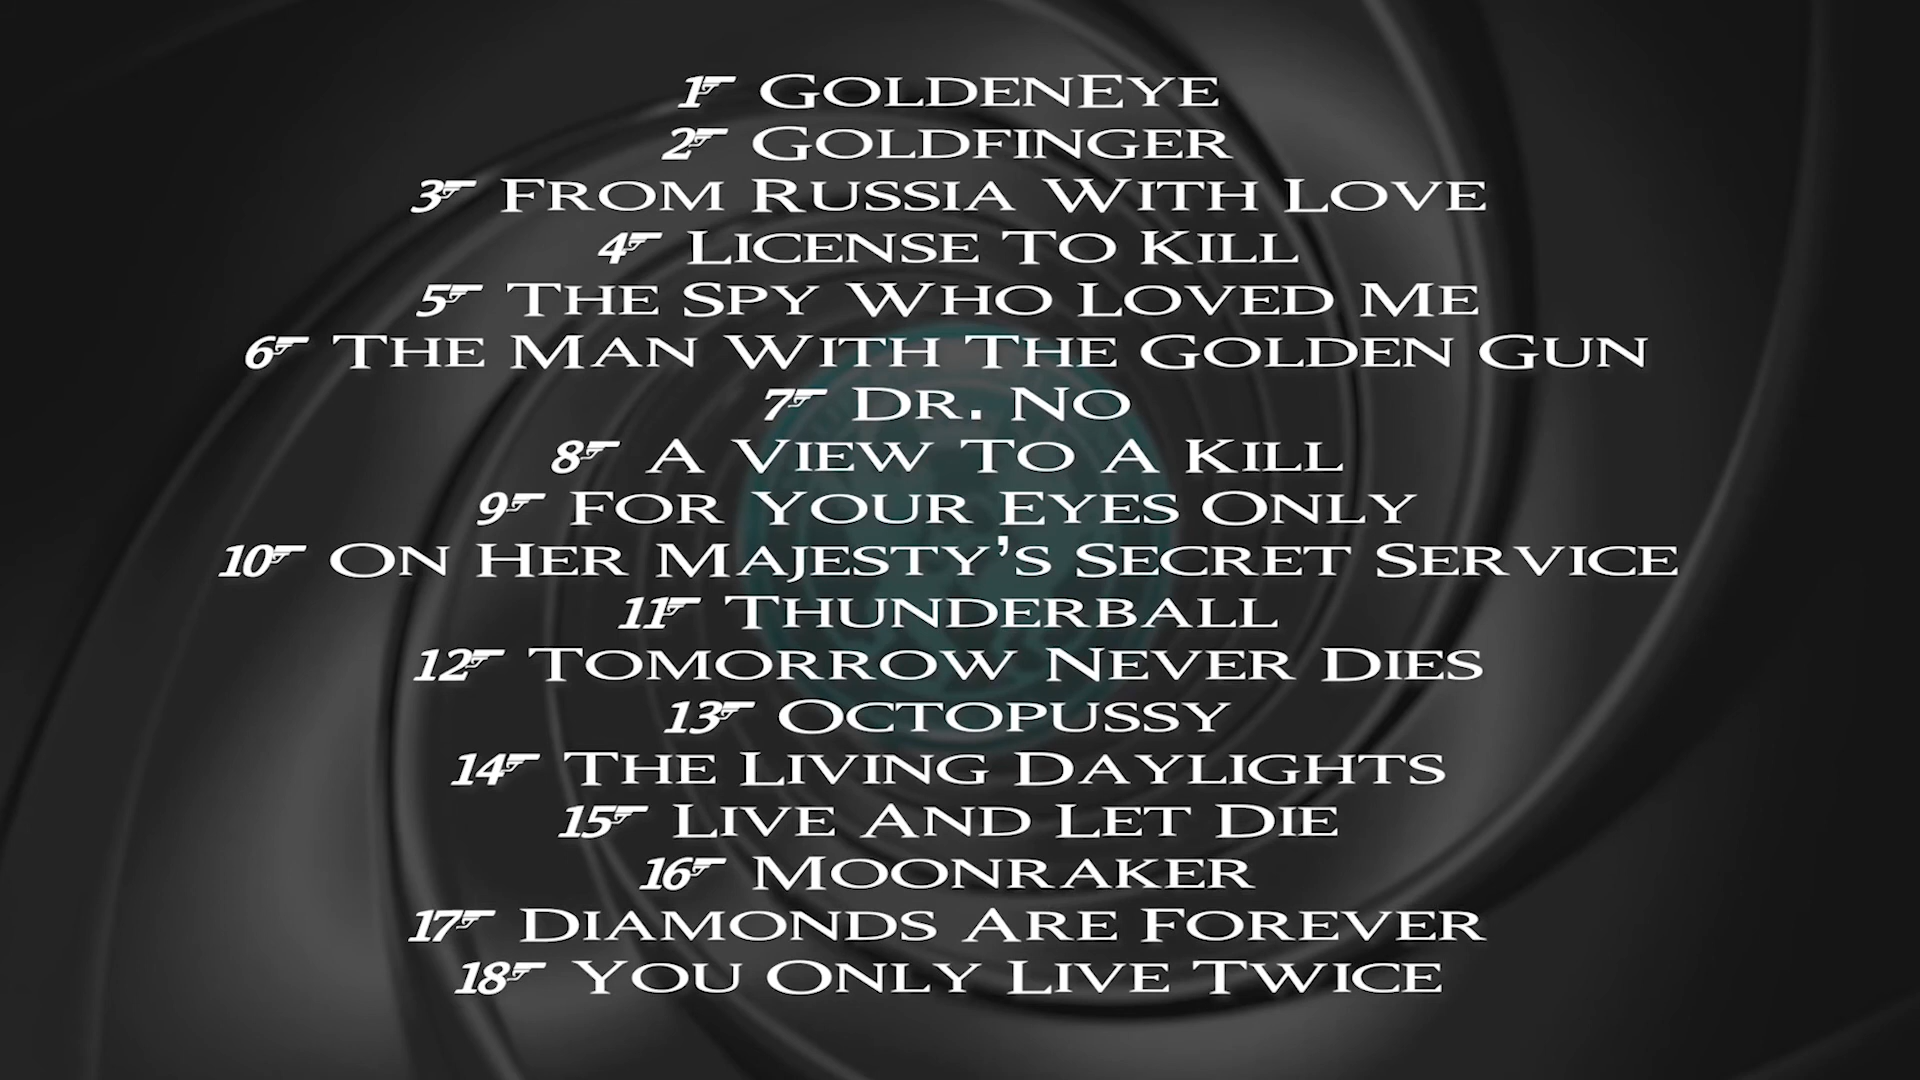 1 GoldenEye
2 Goldfinger
3 From Russia With Love
4 License To Kill
5 The Spy Who Loved Me
6 The Man With The Golden Gun
7 Dr. No
8 A View To A Kill
9 For Your Eyes Only
10 On Her Majesty's Secret Service
11 Thunderball
12 Tomorrow Never Dies
13 Octopussy
14 The Living Daylights
15 Live And Let Die
16 Moonraker
17 Diamonds Are Forever
18 You Only Live Twice